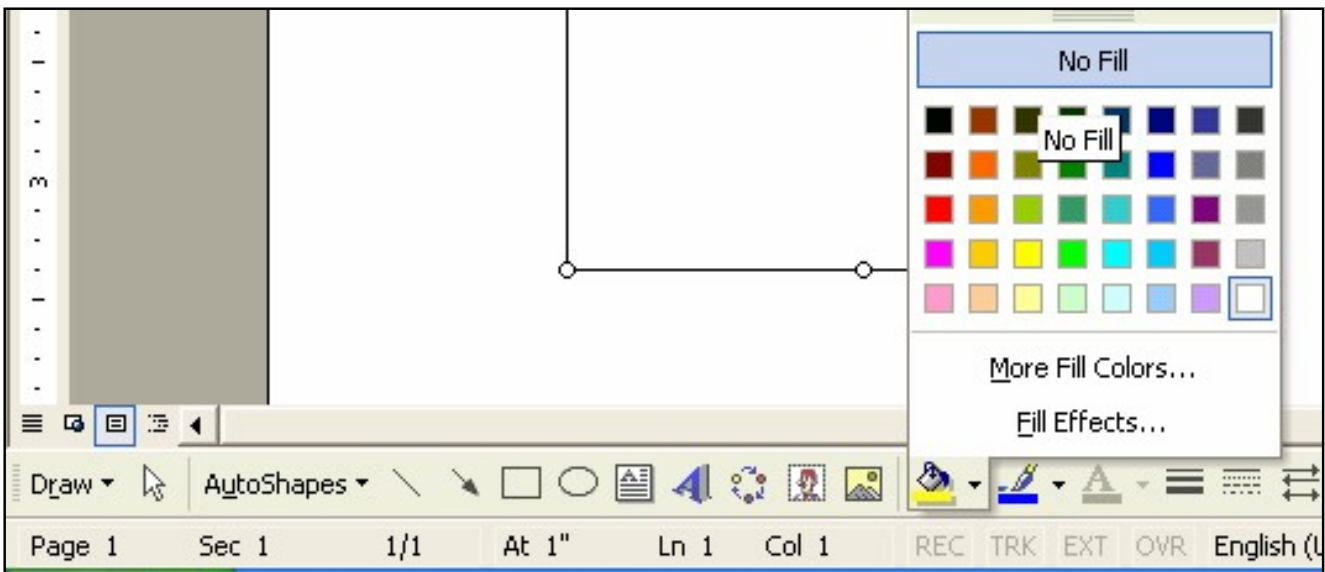 No Fill
No Fill
3
More Fill Colors...
Fill Effects...
Draw AutoShapes A A
Page 1 Sec 1 1/1 At 1" Ln 1 Col 1 REC TRK EXT OVR English (U